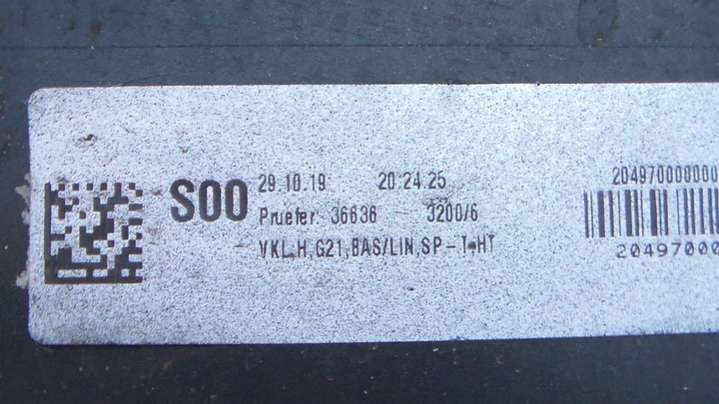 S00
29.10.19 20:24:25
Pruefer: 36636 3200/6
VKL.H,G21,BAS/LIN,SP-T.HT
204970000000
20497000